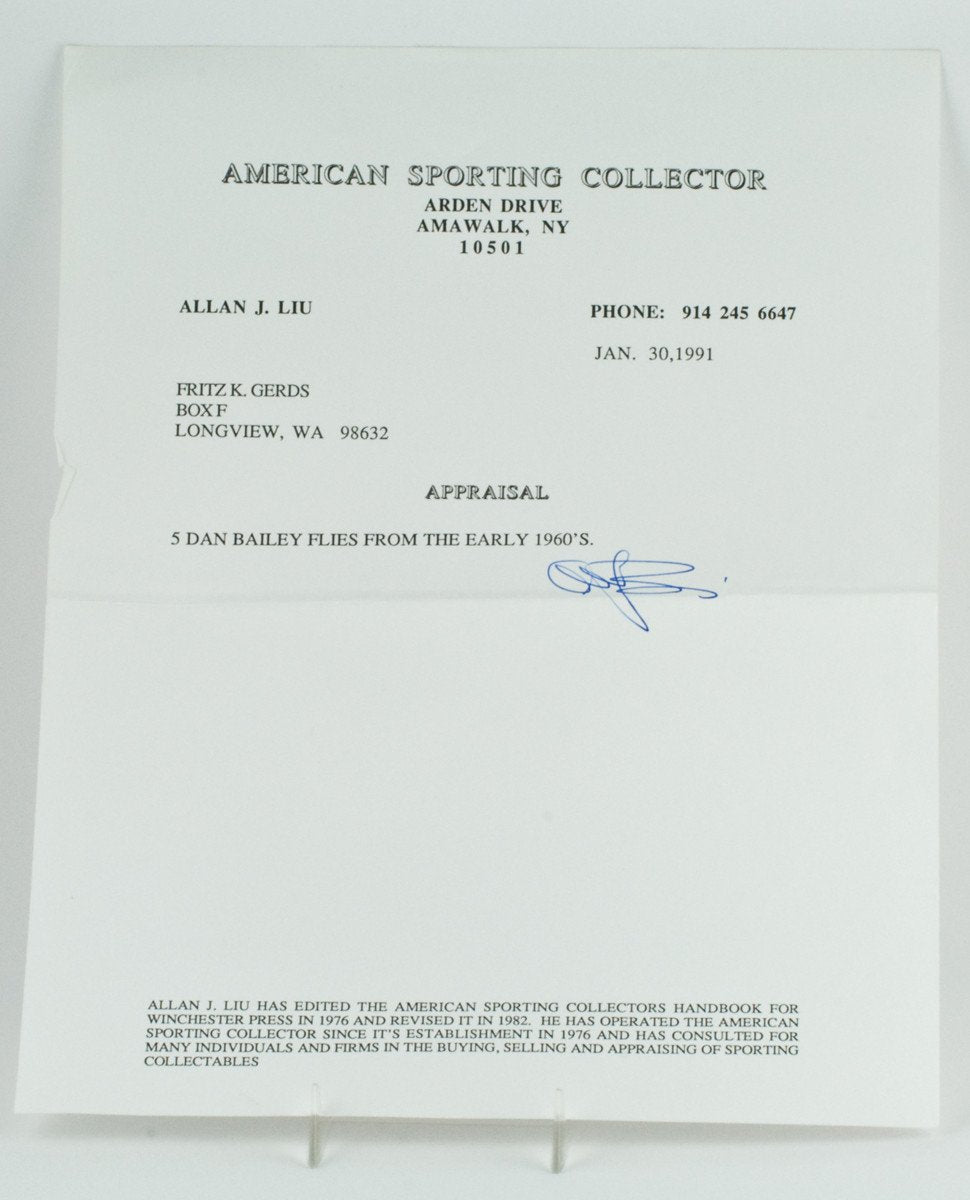 AMERICAN SPORTING COLLECTOR
ARDEN DRIVE
AMAWALK, NY
10501
ALLAN J. LIU
PHONE: 914 245 6647
JAN. 30,1991
FRITZ K. GERDS
BOX F
LONGVIEW, WA 98632
APPRAISAL
5 DAN BAILEY FLIES FROM THE EARLY 1960'S.
ALLAN J. LIU HAS EDITED THE AMERICAN SPORTING COLLECTORS HANDBOOK FOR
WINCHESTER PRESS IN 1976 AND REVISED IT IN 1982. HE HAS OPERATED THE AMERICAN
SPORTING COLLECTOR SINCE IT'S ESTABLISHMENT IN 1976 AND HAS CONSULTED FOR
MANY INDIVIDUALS AND FIRMS IN THE BUYING, SELLING AND APPRAISING OF SPORTING
COLLECTABLES